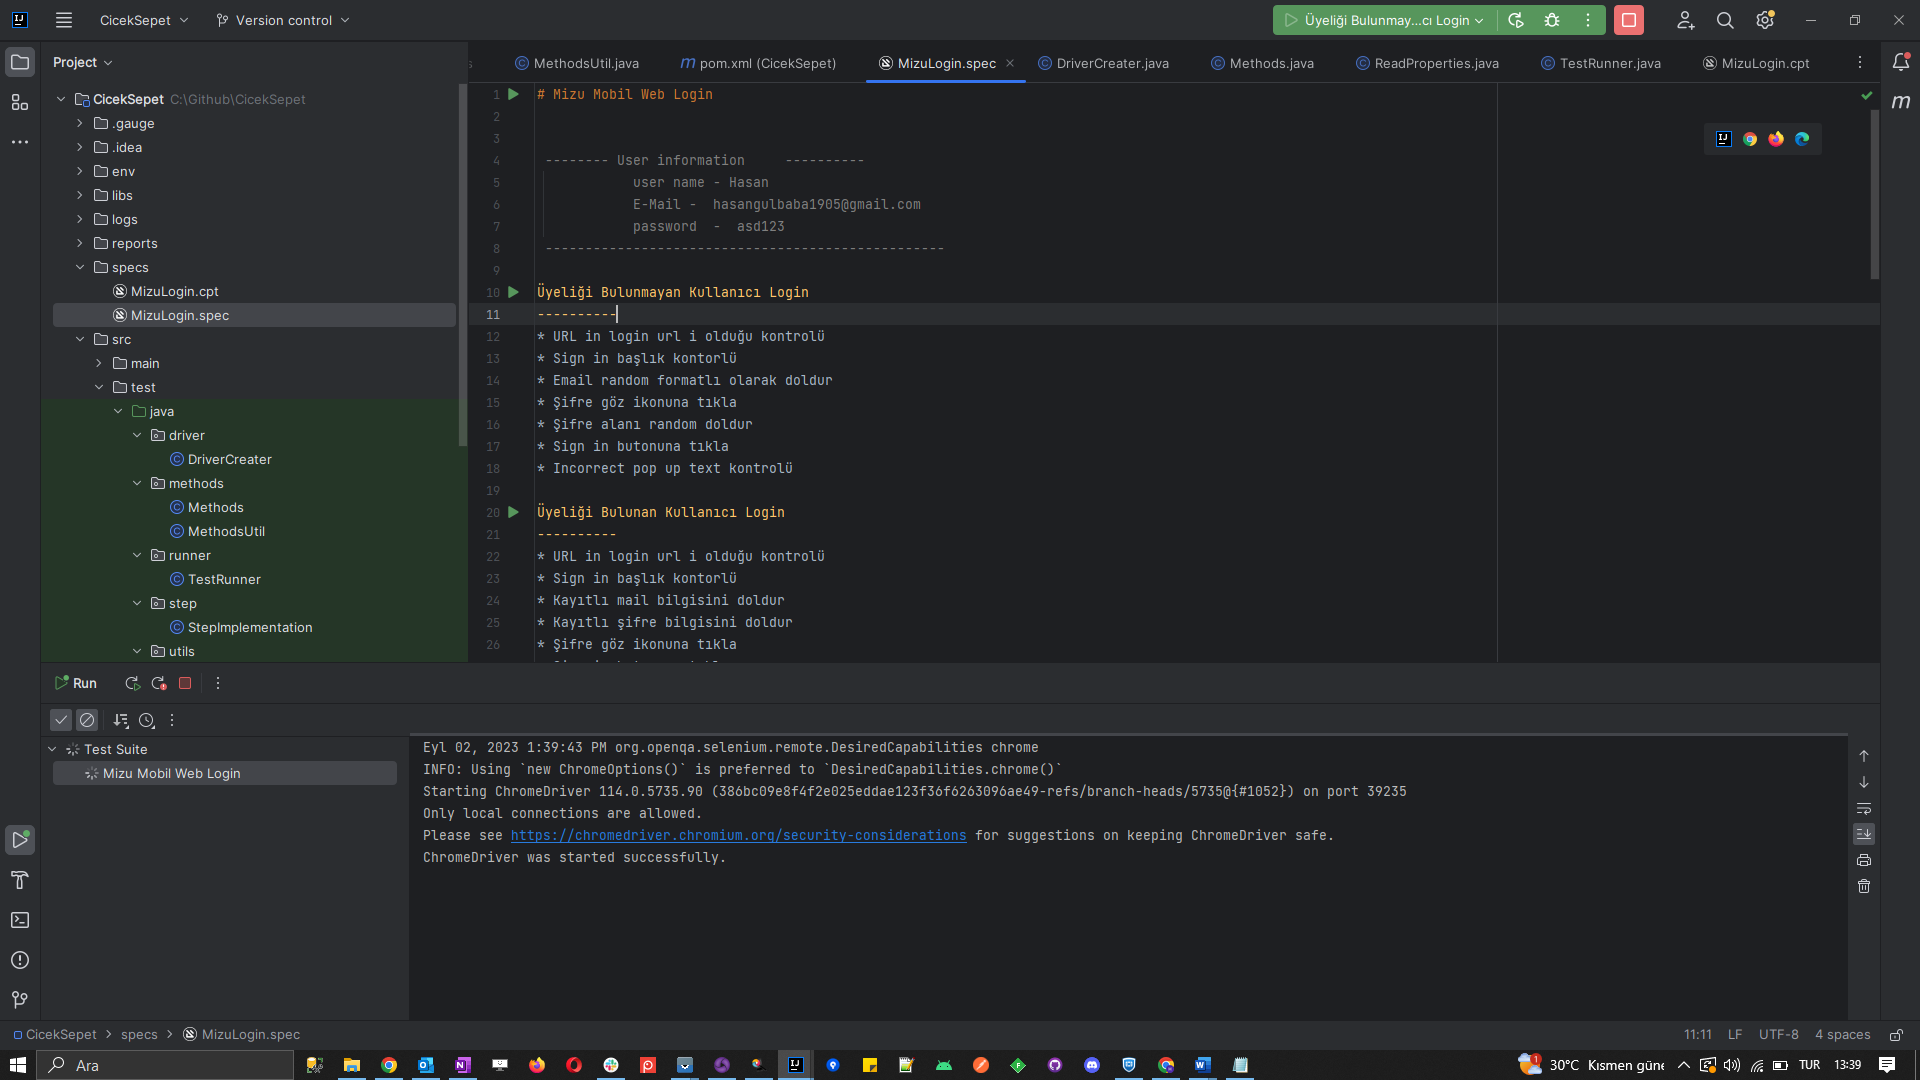 CicekSepet
Version control
Üyeliği Bulunmay...cı Login
Project
MethodsUtil.java
pom.xml (CicekSepet)
MizuLogin.spec
DriverCreater.java
Methods.java
ReadProperties.java
TestRunner.java
MizuLogin.cpt
CicekSepet C:\Github\CicekSepet
.gauge
.idea
env
libs
logs
reports
specs
MizuLogin.cpt
MizuLogin.spec
src
main
test
java
driver
DriverCreater
methods
Methods
MethodsUtil
runner
TestRunner
step
StepImplementation
utils
1 # Mizu Mobil Web Login
2
3
4 -------- User information ----------
5 user name - Hasan
6 E-Mail - hasangulbaba1905@gmail.com
7 password - asd123
8 --------------------------------------------------
9
10 Üyeliği Bulunmayan Kullanıcı Login
11 ----------
12 * URL in login url i olduğu kontrolü
13 * Sign in başlık kontorlü
14 * Email random formatlı olarak doldur
15 * Şifre göz ikonuna tıkla
16 * Şifre alanı random doldur
17 * Sign in butonuna tıkla
18 * Incorrect pop up text kontrolü
19
20 Üyeliği Bulunan Kullanıcı Login
21 ----------
22 * URL in login url i olduğu kontrolü
23 * Sign in başlık kontorlü
24 * Kayıtlı mail bilgisini doldur
25 * Kayıtlı şifre bilgisini doldur
26 * Şifre göz ikonuna tıkla
Run
Test Suite
Mizu Mobil Web Login
Eyl 02, 2023 1:39:43 PM org.openqa.selenium.remote.DesiredCapabilities chrome
INFO: Using `new ChromeOptions()` is preferred to `DesiredCapabilities.chrome()`
Starting ChromeDriver 114.0.5735.90 (386bc09e8f4f2e025eddae123f36f6263096ae49-refs/branch-heads/5735@{#1052}) on port 39235
Only local connections are allowed.
Please see https://chromedriver.chromium.org/security-considerations for suggestions on keeping ChromeDriver safe.
ChromeDriver was started successfully.
CicekSepet > specs > MizuLogin.spec
11:11 LF UTF-8 4 spaces
Ara
1 30°C Kısmen güne
TUR 13:39